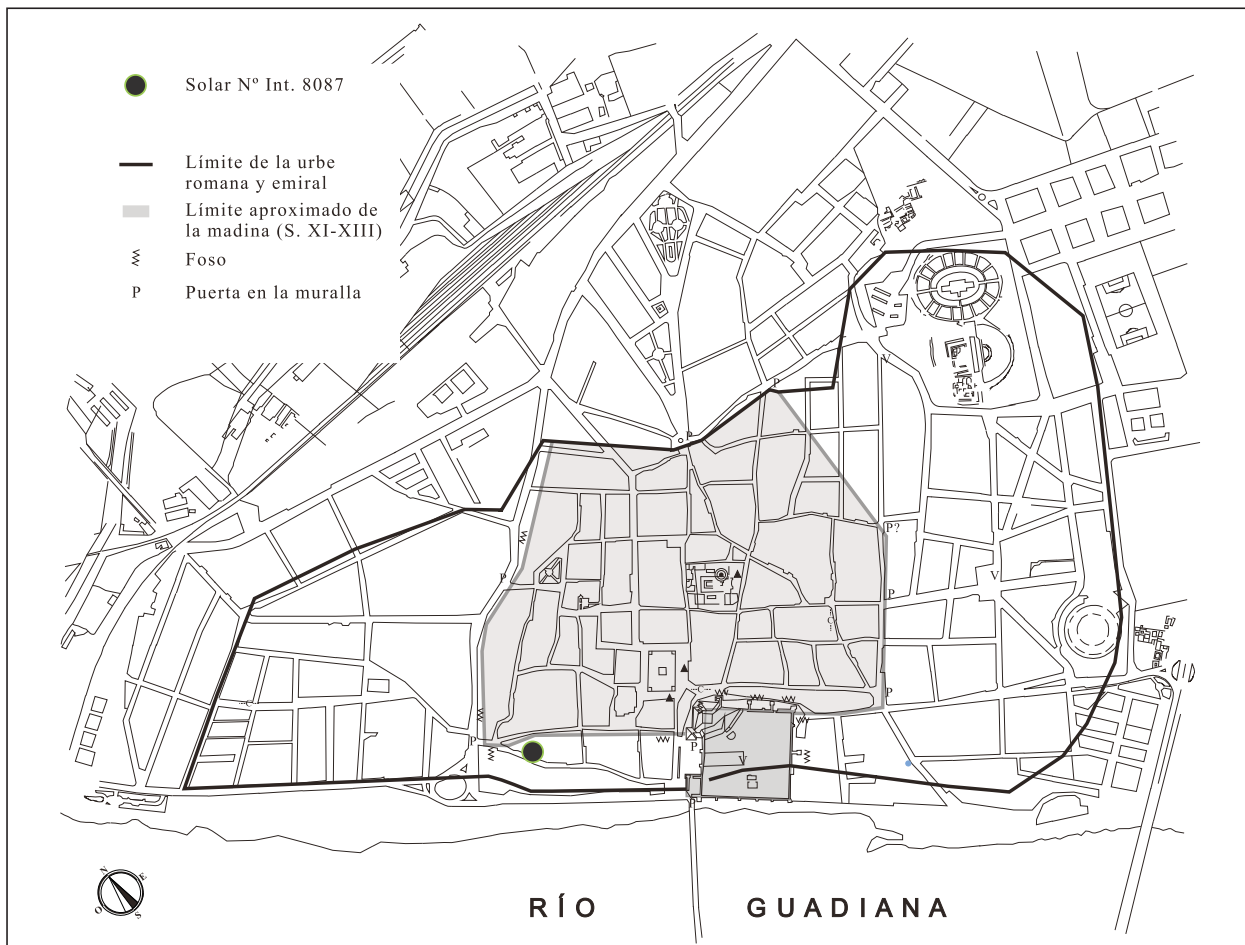 Solar Nº Int. 8087
Límite de la urbe
romana y emiral
Límite aproximado de
la madina (S. XI-XIII)
Foso
P Puerta en la muralla
V
P
P
P?
P
V
P
C
C
C
P
P
P
V
N
E
O
S
RÍO GUADIANA